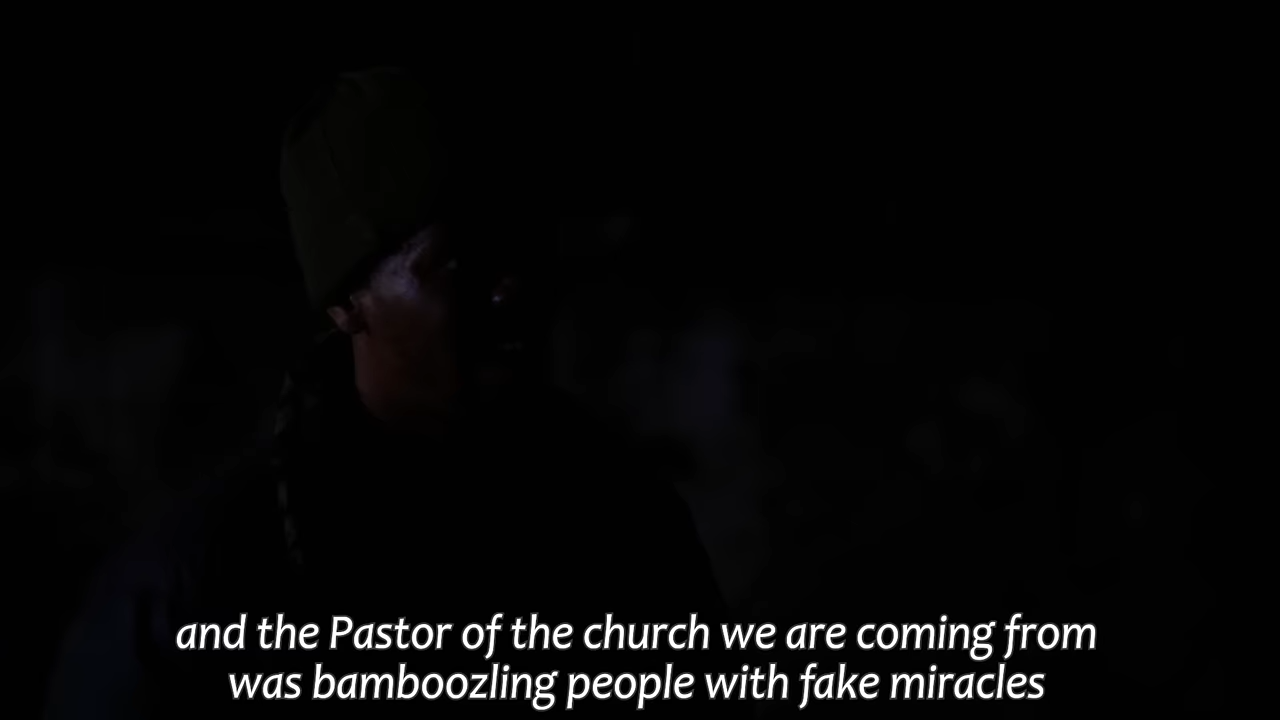 and the Pastor of the church we are coming from
was bamboozling people with fake miracles